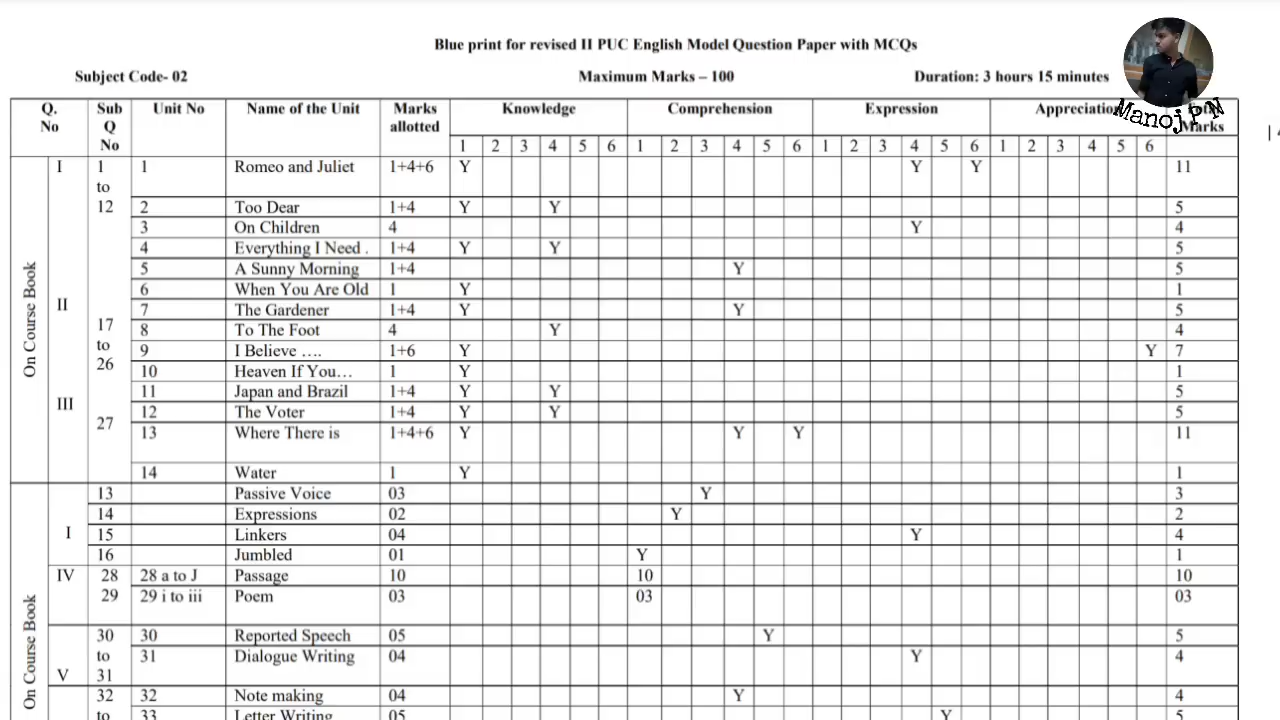 Blue print for revised II PUC English Model Question Paper with MCQs
Subject Code- 02 Maximum Marks – 100 Duration: 3 hours 15 minutes
Manoj P N
Q. No Sub Q No Unit No Name of the Unit Marks allotted Knowledge Comprehension Expression Appreciation Marks
1 2 3 4 5 6 1 2 3 4 5 6 1 2 3 4 5 6 1 2 3 4 5 6
On Course Book
I 1 to 12 1 Romeo and Juliet 1+4+6 Y Y Y 11
2 Too Dear 1+4 Y Y 5
3 On Children 4 Y 4
4 Everything I Need . 1+4 Y Y 5
5 A Sunny Morning 1+4 Y 5
6 When You Are Old 1 Y 1
II 7 The Gardener 1+4 Y Y 5
17 to 26 8 To The Foot 4 Y 4
9 I Believe …. 1+6 Y Y 7
10 Heaven If You… 1 Y 1
11 Japan and Brazil 1+4 Y Y 5
III 12 The Voter 1+4 Y Y 5
27 13 Where There is 1+4+6 Y Y Y 11
14 Water 1 Y 1
On Course Book
13 Passive Voice 03 Y 3
14 Expressions 02 Y 2
I 15 Linkers 04 Y 4
16 Jumbled 01 Y 1
IV 28 28 a to J Passage 10 10 10
29 29 i to iii Poem 03 03 03
30 30 Reported Speech 05 Y 5
to 31 Dialogue Writing 04 Y 4
V 31
32 32 Note making 04 Y 4
to 33 Letter Writing 05 Y 5